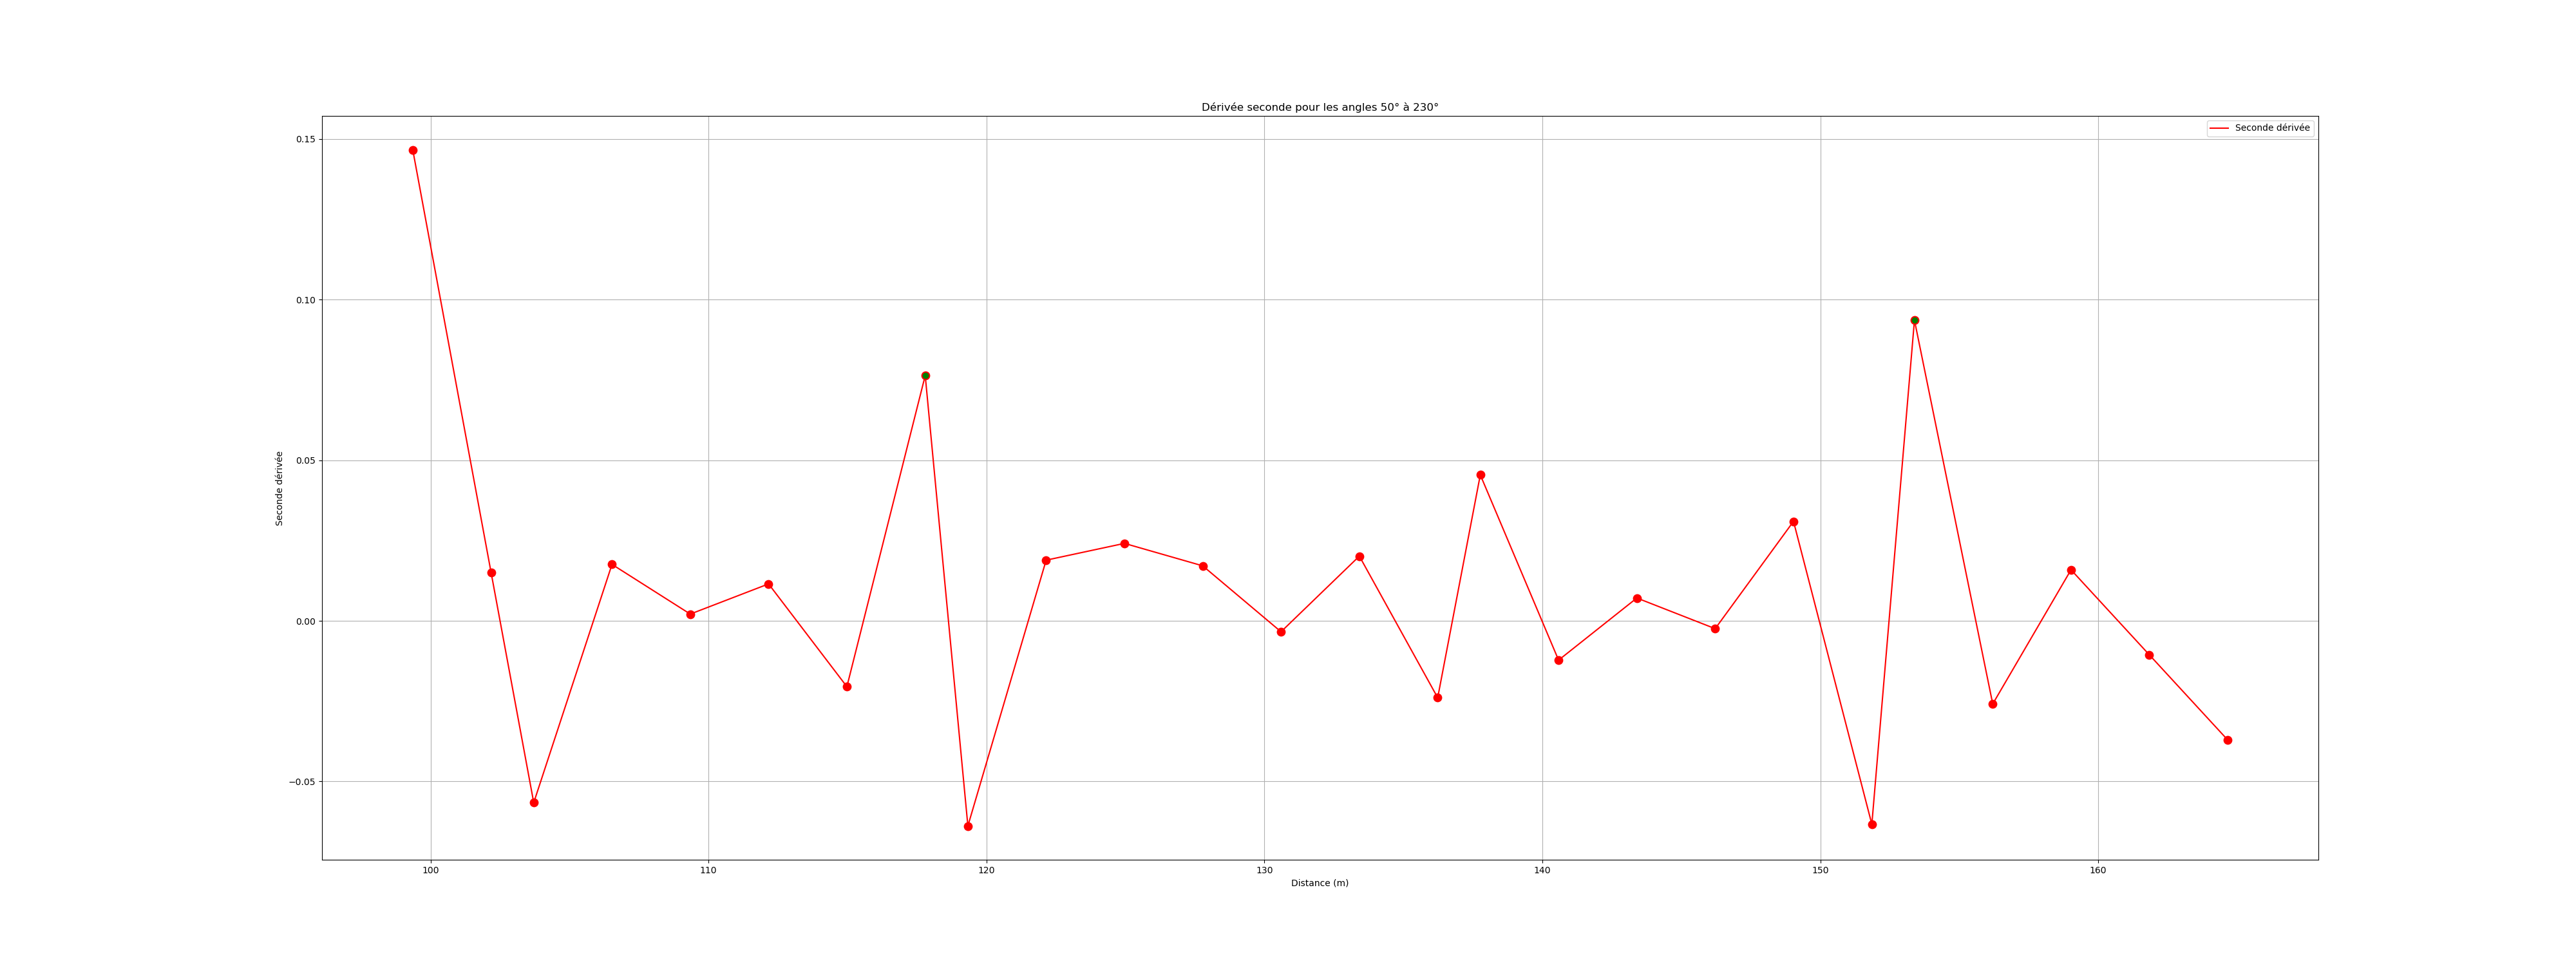 Dérivée seconde pour les angles 50° à 230°
Seconde dérivée
0.15
0.10
0.05
0.00
−0.05
Seconde dérivée
100 110 120 130 140 150 160
Distance (m)